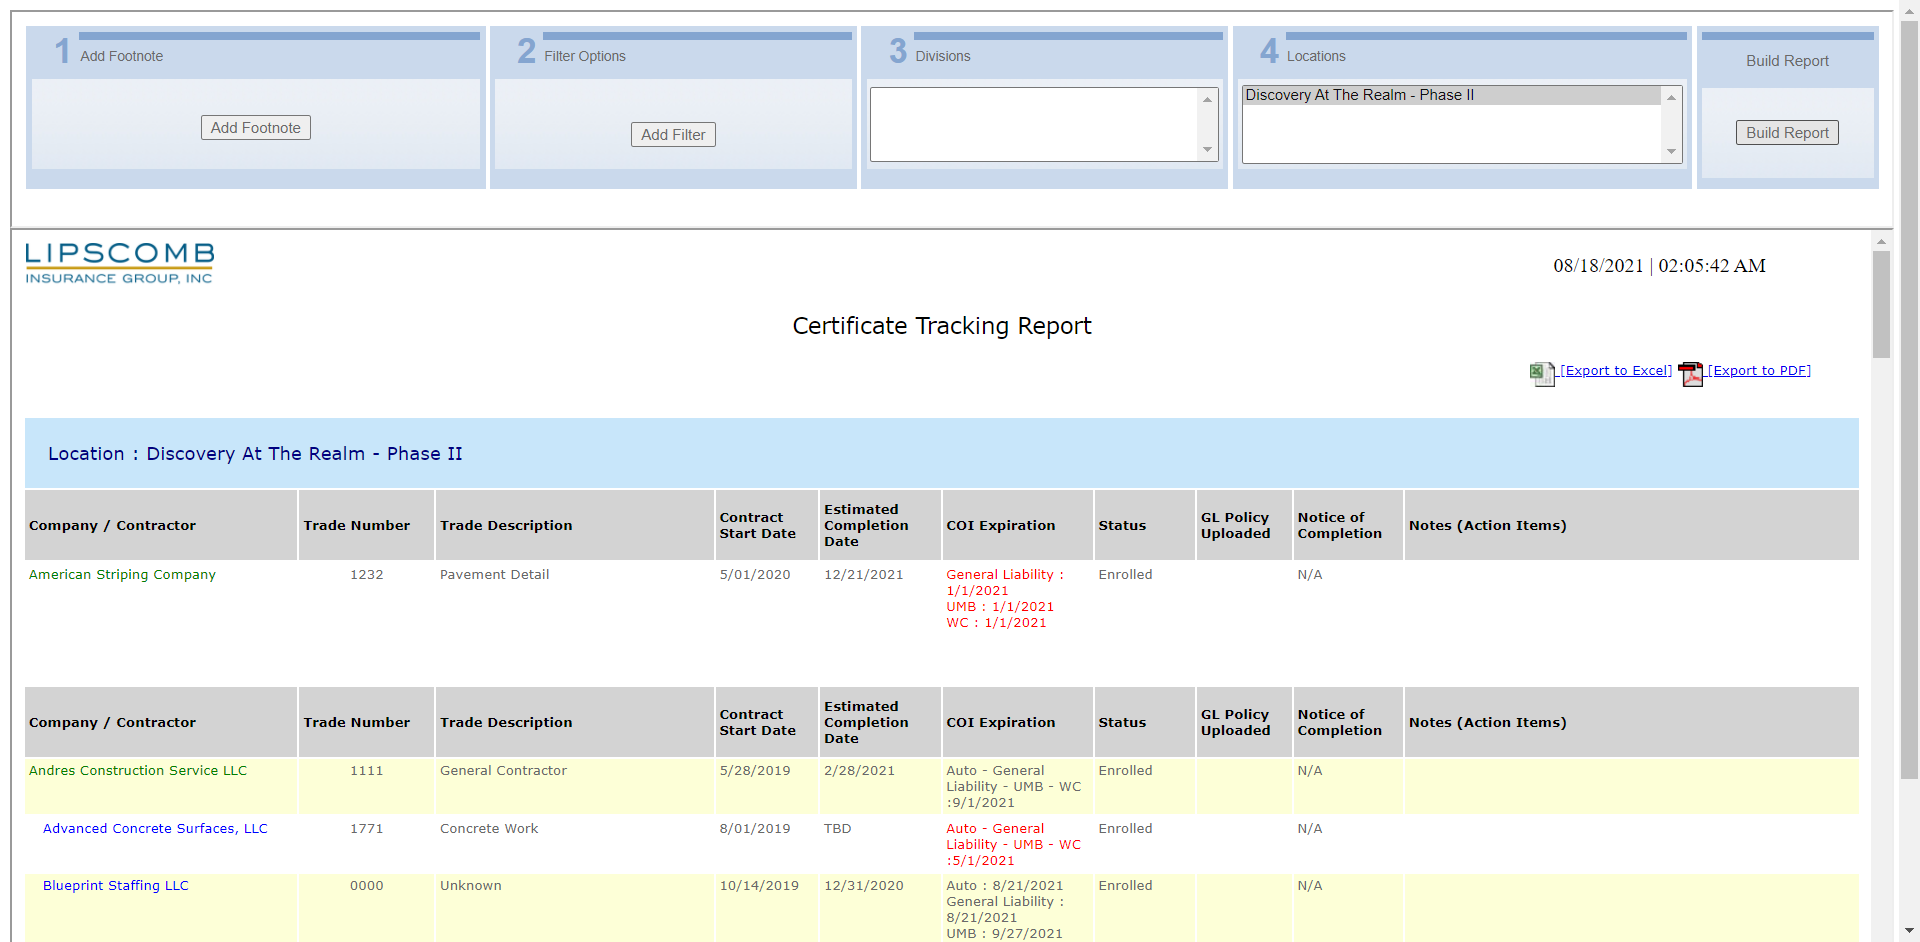 1 Add Footnote
Add Footnote
2 Filter Options
Add Filter
3 Divisions
4 Locations
Discovery At The Realm - Phase II
Build Report
Build Report
LIPSCOMB
INSURANCE GROUP, INC
08/18/2021 | 02:05:42 AM
Certificate Tracking Report
[Export to Excel] [Export to PDF]
Location : Discovery At The Realm - Phase II
Company / Contractor Trade Number Trade Description Contract Start Date Estimated Completion Date COI Expiration Status GL Policy Uploaded Notice of Completion Notes (Action Items)
American Striping Company 1232 Pavement Detail 5/01/2020 12/21/2021 General Liability : Enrolled N/A
1/1/2021
UMB : 1/1/2021
WC : 1/1/2021
Company / Contractor Trade Number Trade Description Contract Start Date Estimated Completion Date COI Expiration Status GL Policy Uploaded Notice of Completion Notes (Action Items)
Andres Construction Service LLC 1111 General Contractor 5/28/2019 2/28/2021 Auto - General Enrolled N/A
Liability - UMB - WC
:9/1/2021
Advanced Concrete Surfaces, LLC 1771 Concrete Work 8/01/2019 TBD Auto - General Enrolled N/A
Liability - UMB - WC
:5/1/2021
Blueprint Staffing LLC 0000 Unknown 10/14/2019 12/31/2020 Auto : 8/21/2021 Enrolled N/A
General Liability :
8/21/2021
UMB : 9/27/2021